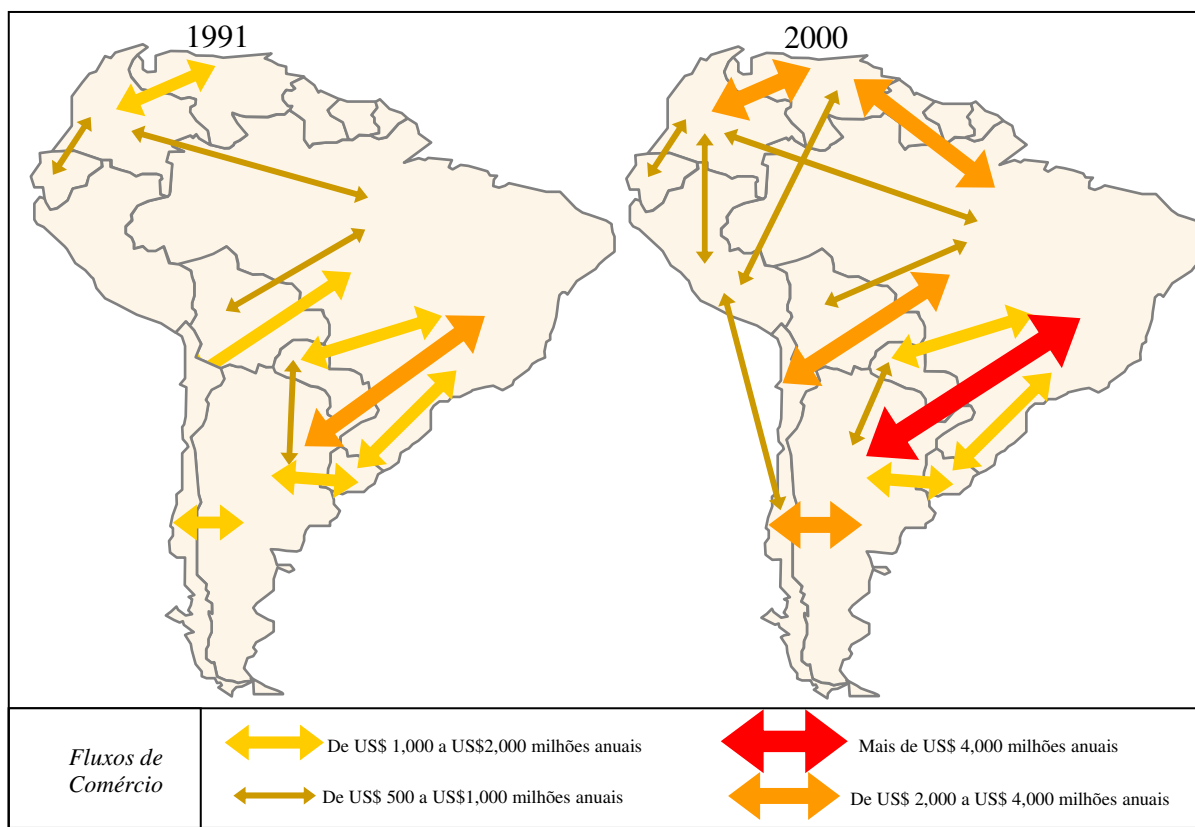 1991
2000
Fluxos de
Comércio
De US$ 1,000 a US$2,000 milhões anuais
Mais de US$ 4,000 milhões anuais
De US$ 500 a US$1,000 milhões anuais
De US$ 2,000 a US$ 4,000 milhões anuais